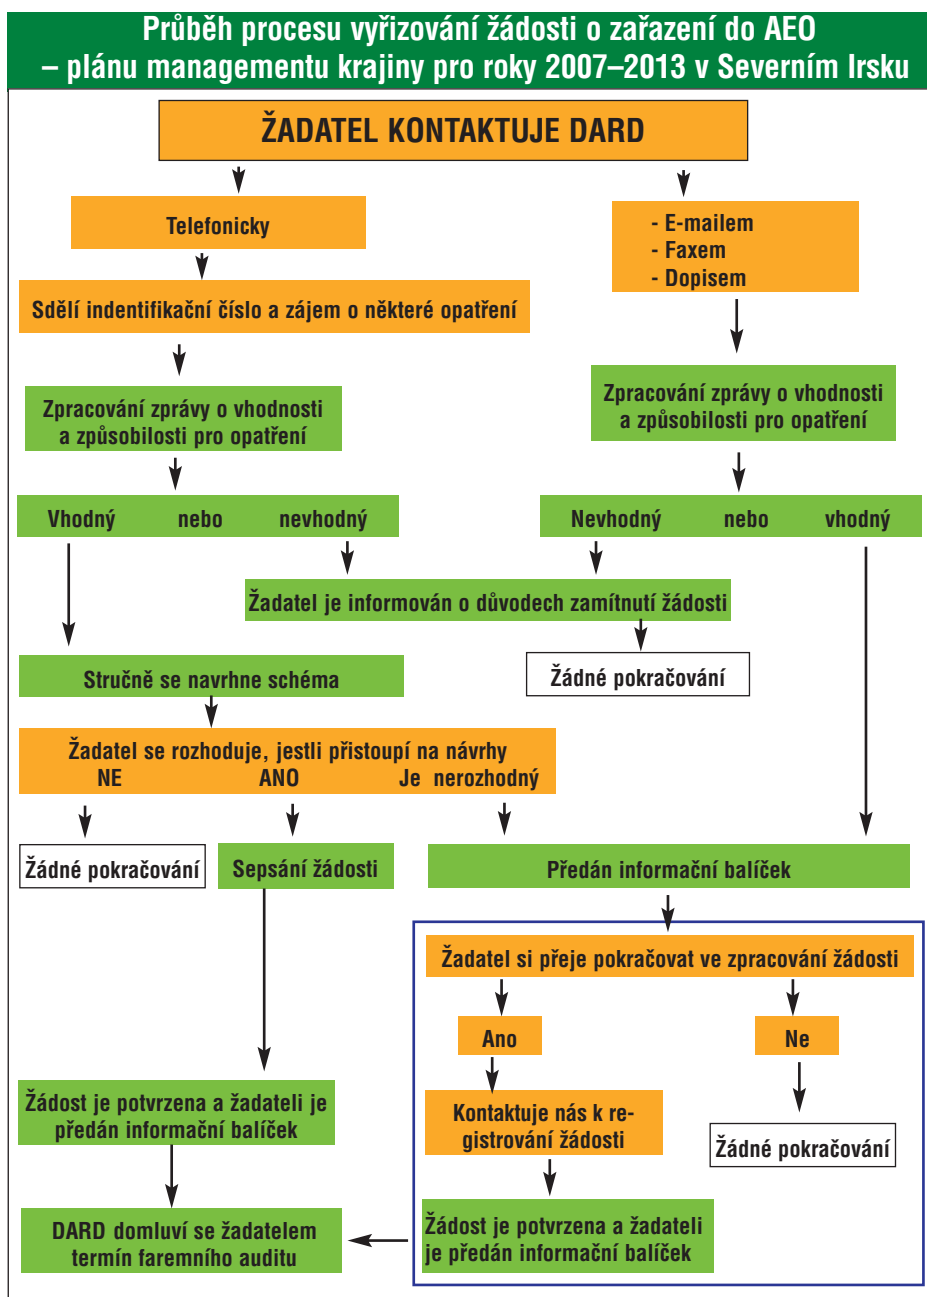 Průběh procesu vyřizování žádosti o zařazení do AEO
– plánu managementu krajiny pro roky 2007–2013 v Severním Irsku
ŽADATEL KONTAKTUJE DARD
Telefonicky
- E-mailem
- Faxem
- Dopisem
Sdělí indentifikační číslo a zájem o některé opatření
Zpracování zprávy o vhodnosti
a způsobilosti pro opatření
Zpracování zprávy o vhodnosti
a způsobilosti pro opatření
Vhodný nebo nevhodný
Nevhodný nebo vhodný
Žadatel je informován o důvodech zamítnutí žádosti
Žádné pokračování
Stručně se navrhne schéma
Žadatel se rozhoduje, jestli přistoupí na návrhy
NE ANO Je nerozhodný
Žádné pokračování
Sepsání žádosti
Předán informační balíček
Žadatel si přeje pokračovat ve zpracování žádosti
Ano
Ne
Kontaktuje nás k re-
gistrování žádosti
Žádné pokračování
Žádost je potvrzena a žadateli je
předán informační balíček
Žádost je potvrzena a žadateli
je předán informační balíček
DARD domluví se žadatelem
termín faremního auditu